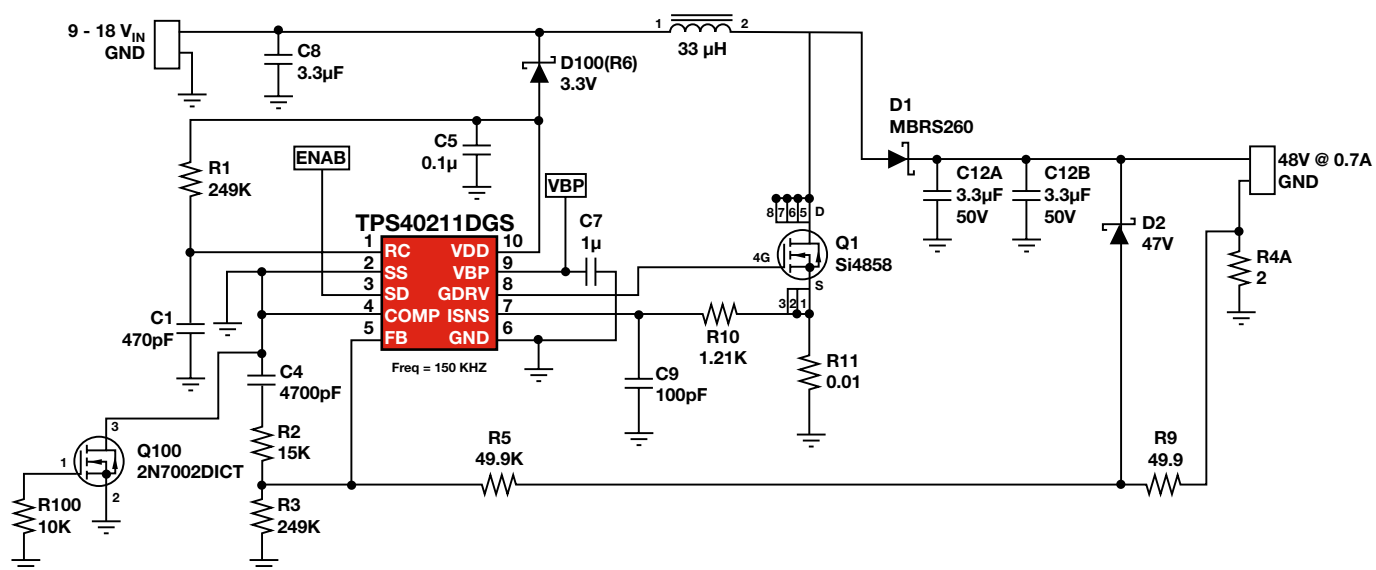 9 - 18 VIN
GND
C8
3.3µF
D100(R6)
3.3V
1
2
33 µH
D1
MBRS260
C12A
3.3µF
50V
C12B
3.3µF
50V
48V @ 0.7A
GND
D2
47V
R4A
2
R1
249K
ENAB
C5
0.1µ
VBP
C7
1µ
TPS40211DGS
1
RC
VDD
10
2
SS
VBP
9
3
SD
GDRV
8
4
COMP
ISNS
7
5
FB
GND
6
Freq = 150 KHZ
8
7
6
5
D
Q1
Si4858
4G
S
3
2
1
C1
470pF
C4
4700pF
R10
1.21K
C9
100pF
R11
0.01
Q100
2N7002DICT
3
1
2
R100
10K
R2
15K
R3
249K
R5
49.9K
R9
49.9